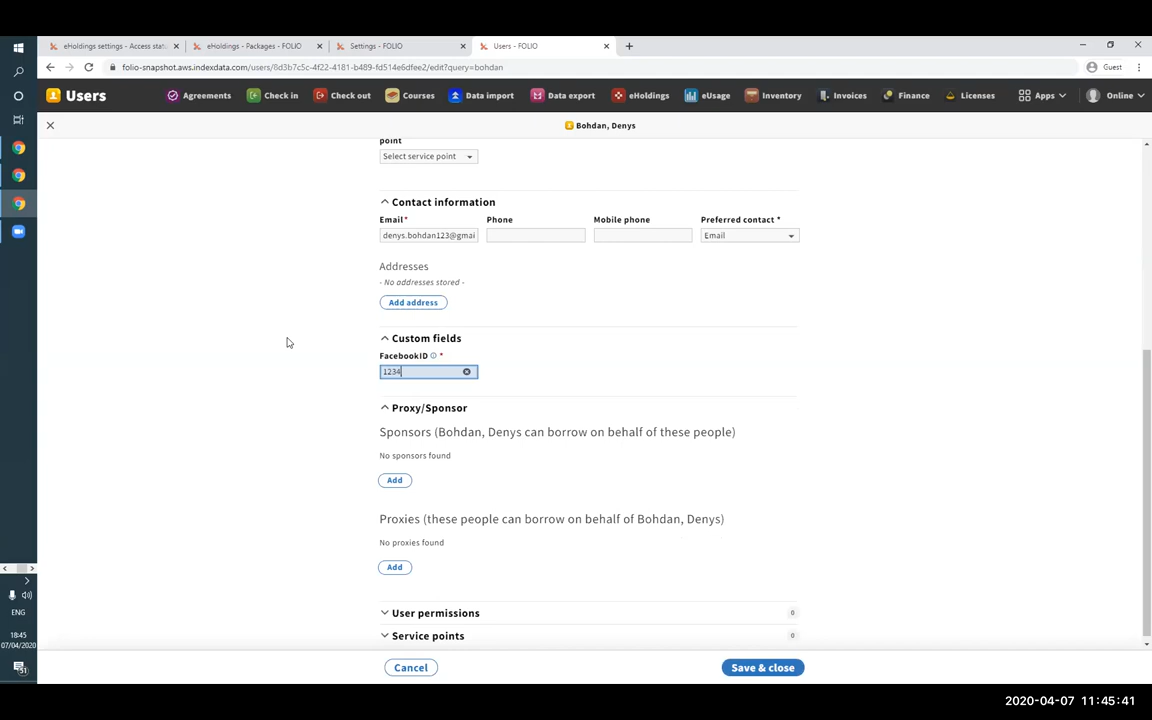 eHoldings settings - Access stat
eHoldings - Packages - FOLIO
Settings - FOLIO
Users - FOLIO
folio-snapshot.aws.indexdata.com/users/8d3b7c5c-4f22-4181-b489-fd514e6dfee2/edit?query=bohdan
Guest
Users
Agreements
Check in
Check out
Courses
Data import
Data export
eHoldings
eUsage
Inventory
Invoices
Finance
Licenses
Apps
Online
Bohdan, Denys
point
Select service point
Contact information
Email*
Phone
Mobile phone
Preferred contact *
denys.bohdan123@gmai
Email
Addresses
- No addresses stored -
Add address
Custom fields
FacebookID *
1234
Proxy/Sponsor
Sponsors (Bohdan, Denys can borrow on behalf of these people)
No sponsors found
Add
Proxies (these people can borrow on behalf of Bohdan, Denys)
No proxies found
Add
User permissions
0
Service points
0
Cancel
Save & close
ENG
18:45
07/04/2020
51
2020-04-07 11:45:41